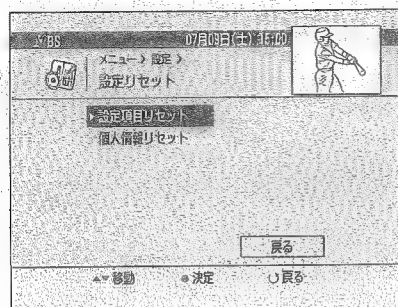 BS 07月09日(土) 15:00
メニュー 〉 設定 〉
設定リセット
▶設定項目リセット
個人情報リセット
戻る
▲▼移動 ●決定 ↺戻る